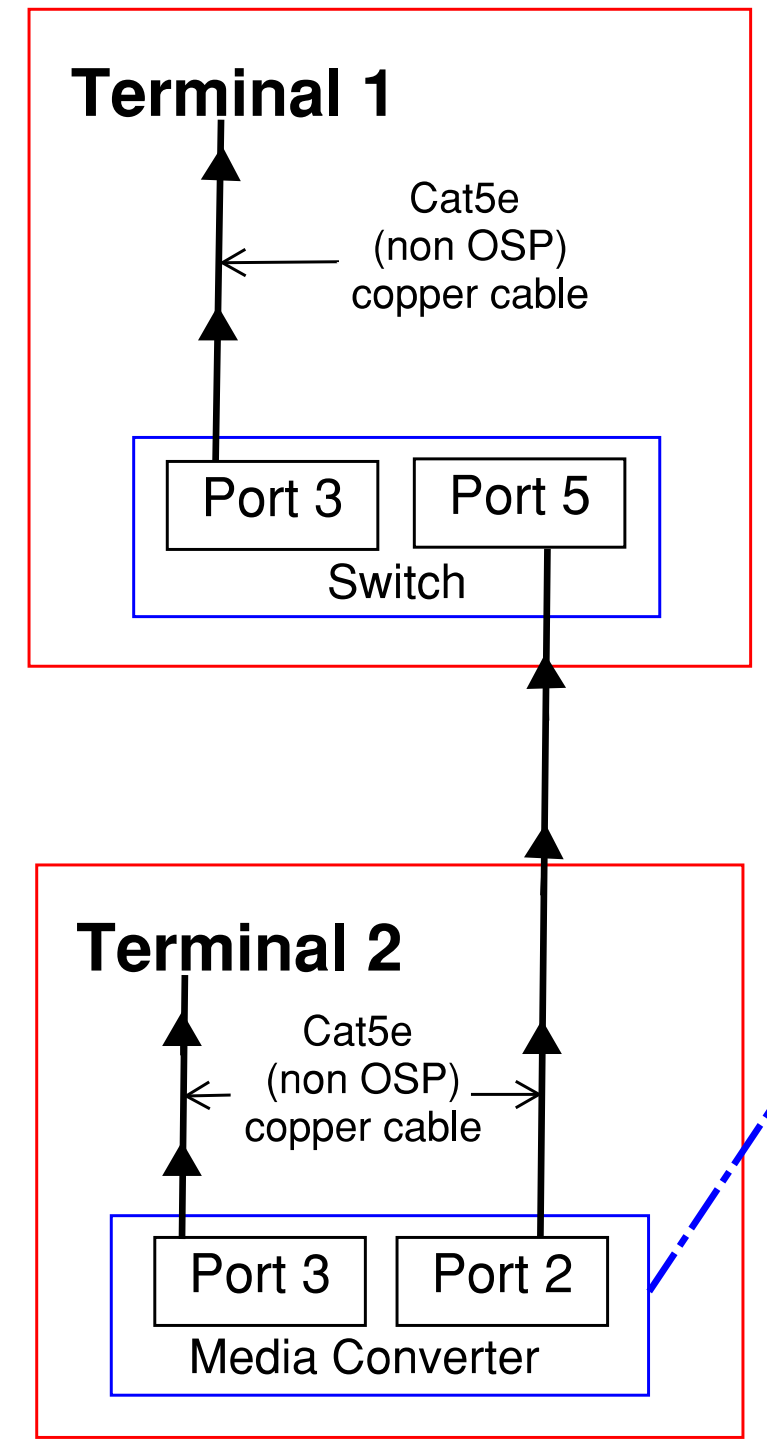 Terminal 1
Cat5e
(non OSP)
copper cable
Port 3
Port 5
Switch
Terminal 2
Cat5e
(non OSP)
copper cable
Port 3
Port 2
Media Converter